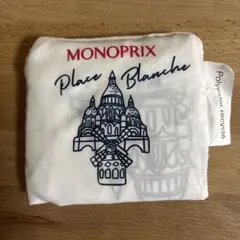 MONOPRIX
Place Blanche
Polyester recyclé